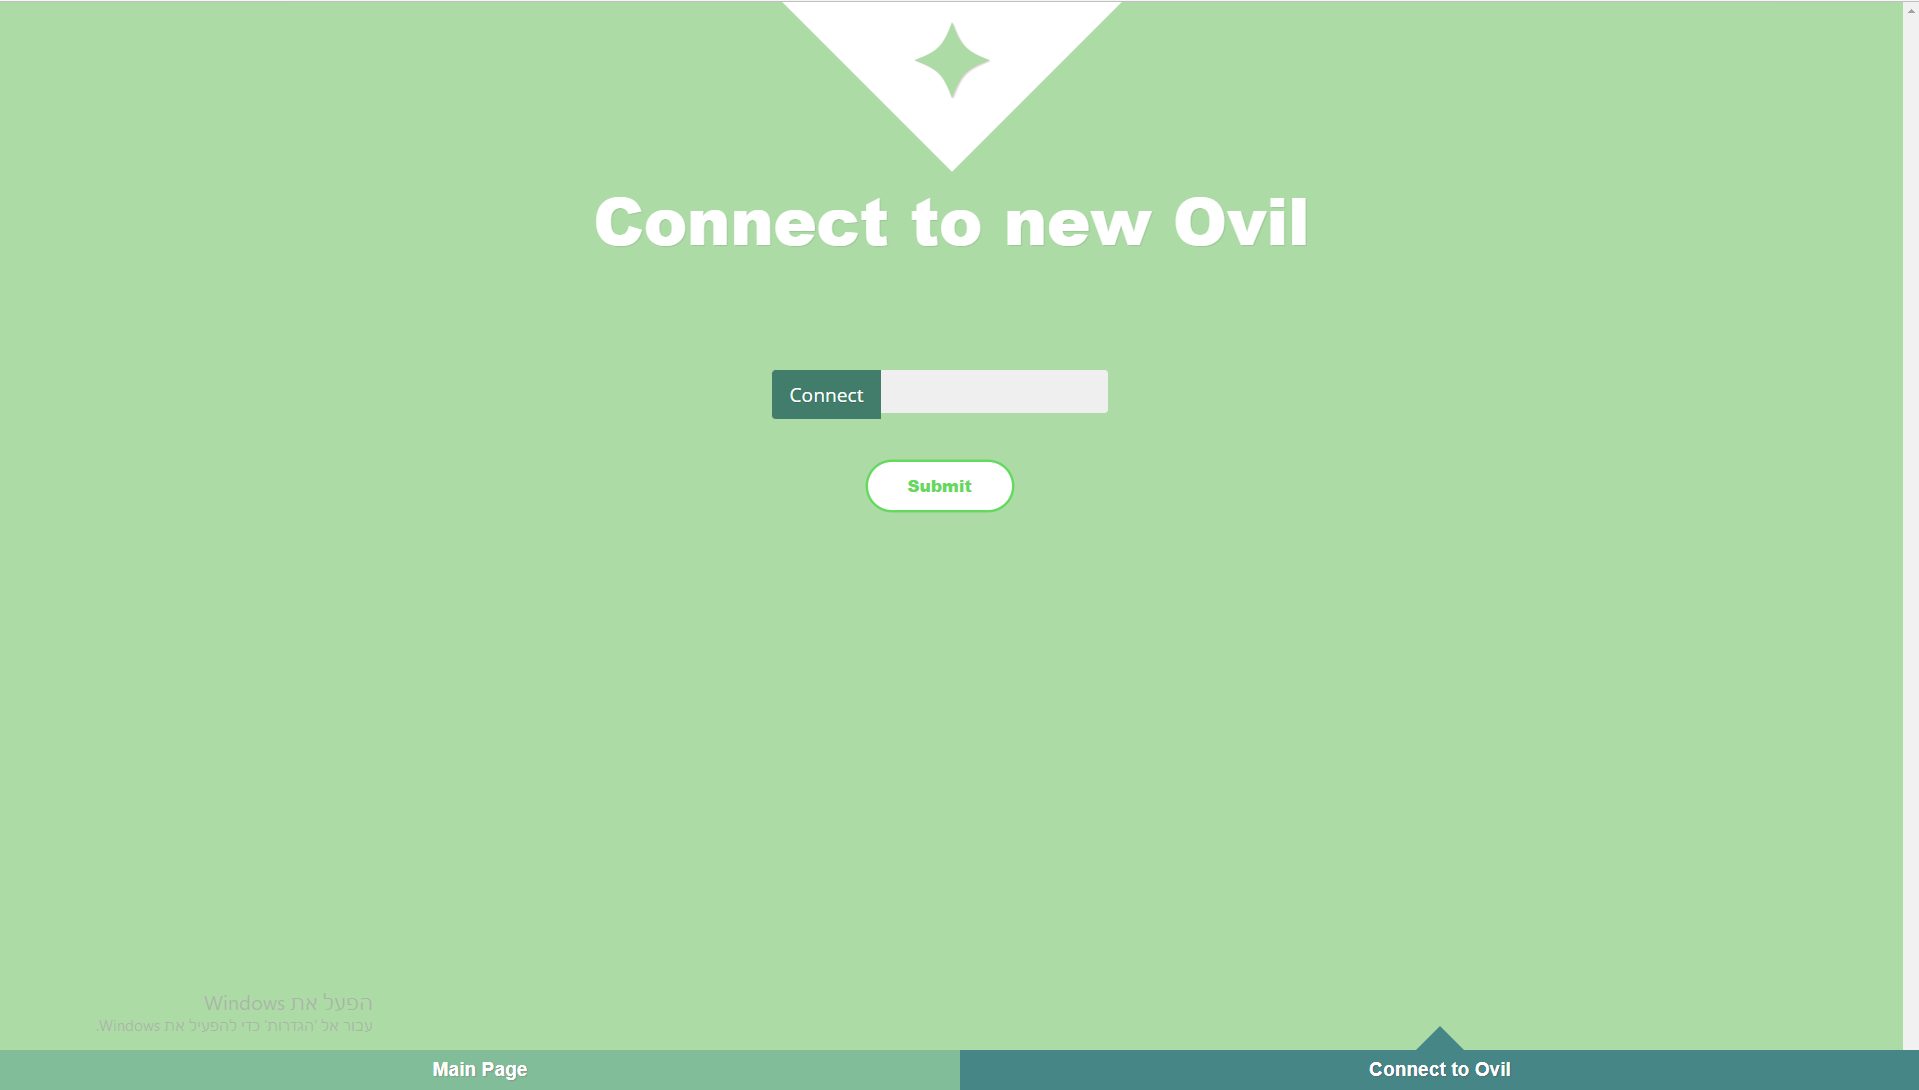 Connect to new Ovil
Connect
Submit
הפעל את Windows
עבור אל 'הגדרות' כדי להפעיל את Windows.
Main Page
Connect to Ovil